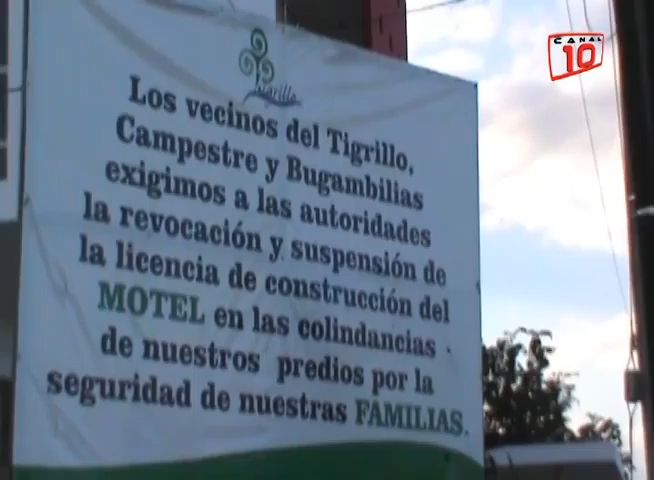 CANAL
10
Tigrillo
Los vecinos del Tigrillo,
Campestre y Bugambilias
exigimos a las autoridades
la revocación y suspensión de
la licencia de construcción del
MOTEL en las colindancias
de nuestros predios por la
seguridad de nuestras FAMILIAS.